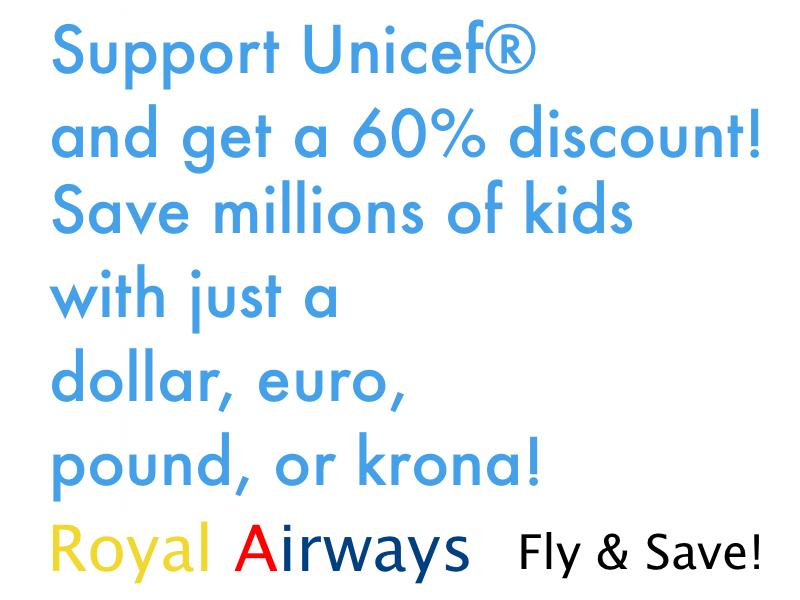 Support Unicef®
and get a 60% discount!
Save millions of kids
with just a
dollar, euro,
pound, or krona!
Royal Airways Fly & Save!